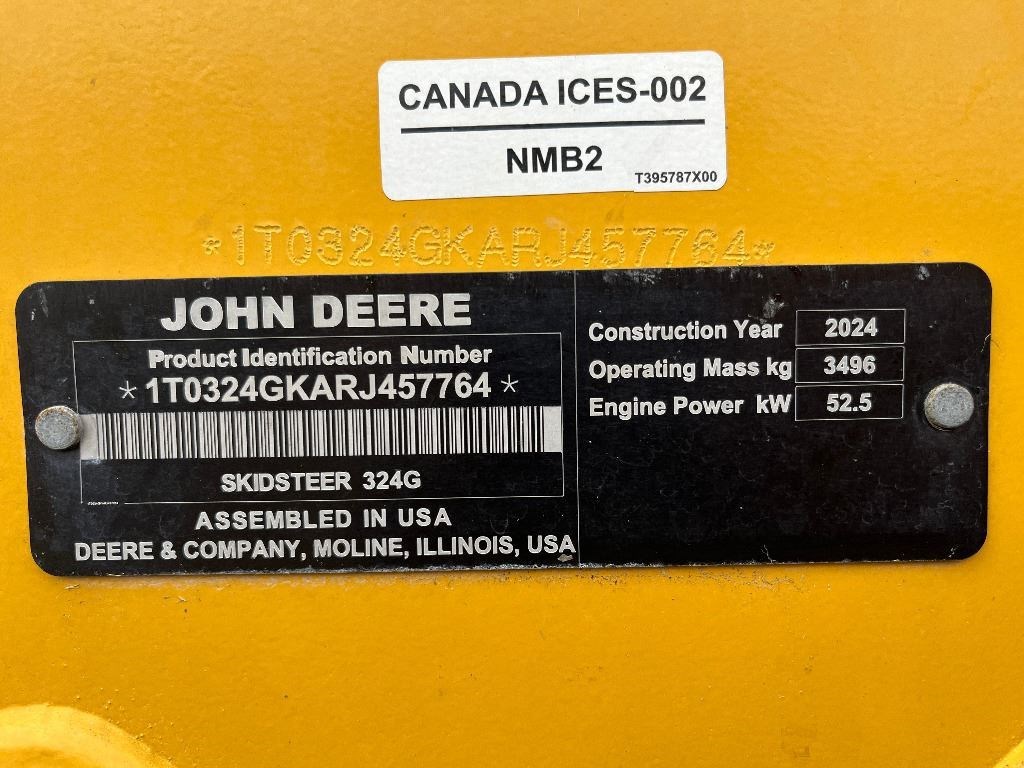 CANADA ICES-002
NMB2
T395787X00
*1T0324GKARJ457764*
JOHN DEERE
Product Identification Number
*1T0324GKARJ457764*
SKIDSTEER 324G
ASSEMBLED IN USA
DEERE & COMPANY, MOLINE, ILLINOIS, USA
Construction Year 2024
Operating Mass kg 3496
Engine Power kW 52.5